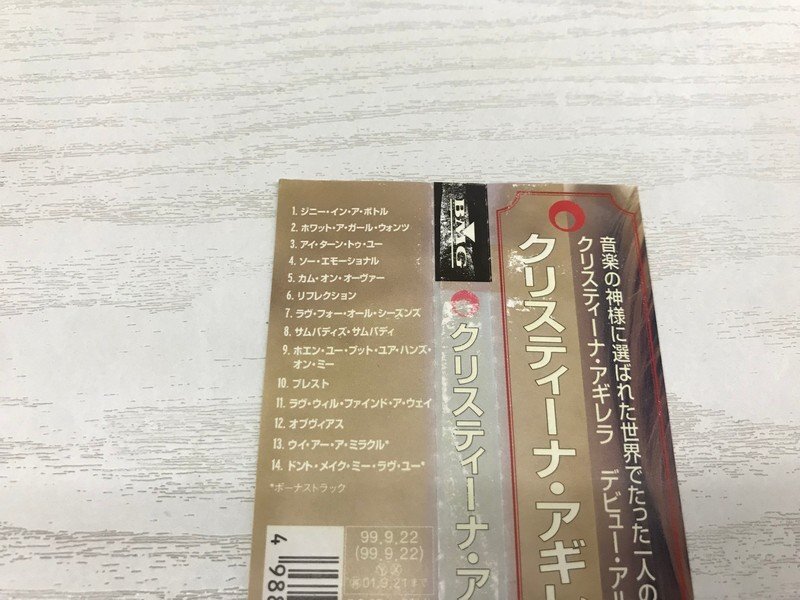 1. ジニー・イン・ア・ボトル
2. ホワット・ア・ガール・ウォンツ
3. アイ・ターン・トゥ・ユー
4. ソー・エモーショナル
5. カム・オン・オーヴァー
6. リフレクション
7. ラヴ・フォー・オール・シーズンズ
8. サムバディズ・サムバディ
9. ホエン・ユー・プット・ユア・ハンズ・
オン・ミー
10. ブレスト
11. ラヴ・ウィル・ファインド・ア・ウェイ
12. オブヴィアス
13. ウイ・アー・ア・ミラクル*
14. ドント・メイク・ミー・ラヴ・ユー*
*ボーナストラック
99.9.22
(99.9.22)
01.9.21まで
4 988
BMG
クリスティーナ・ア
クリスティーナ・アギレ
音楽の神様に選ばれた世界でたった一人の
クリスティーナ・アギレラ デビュー・アル